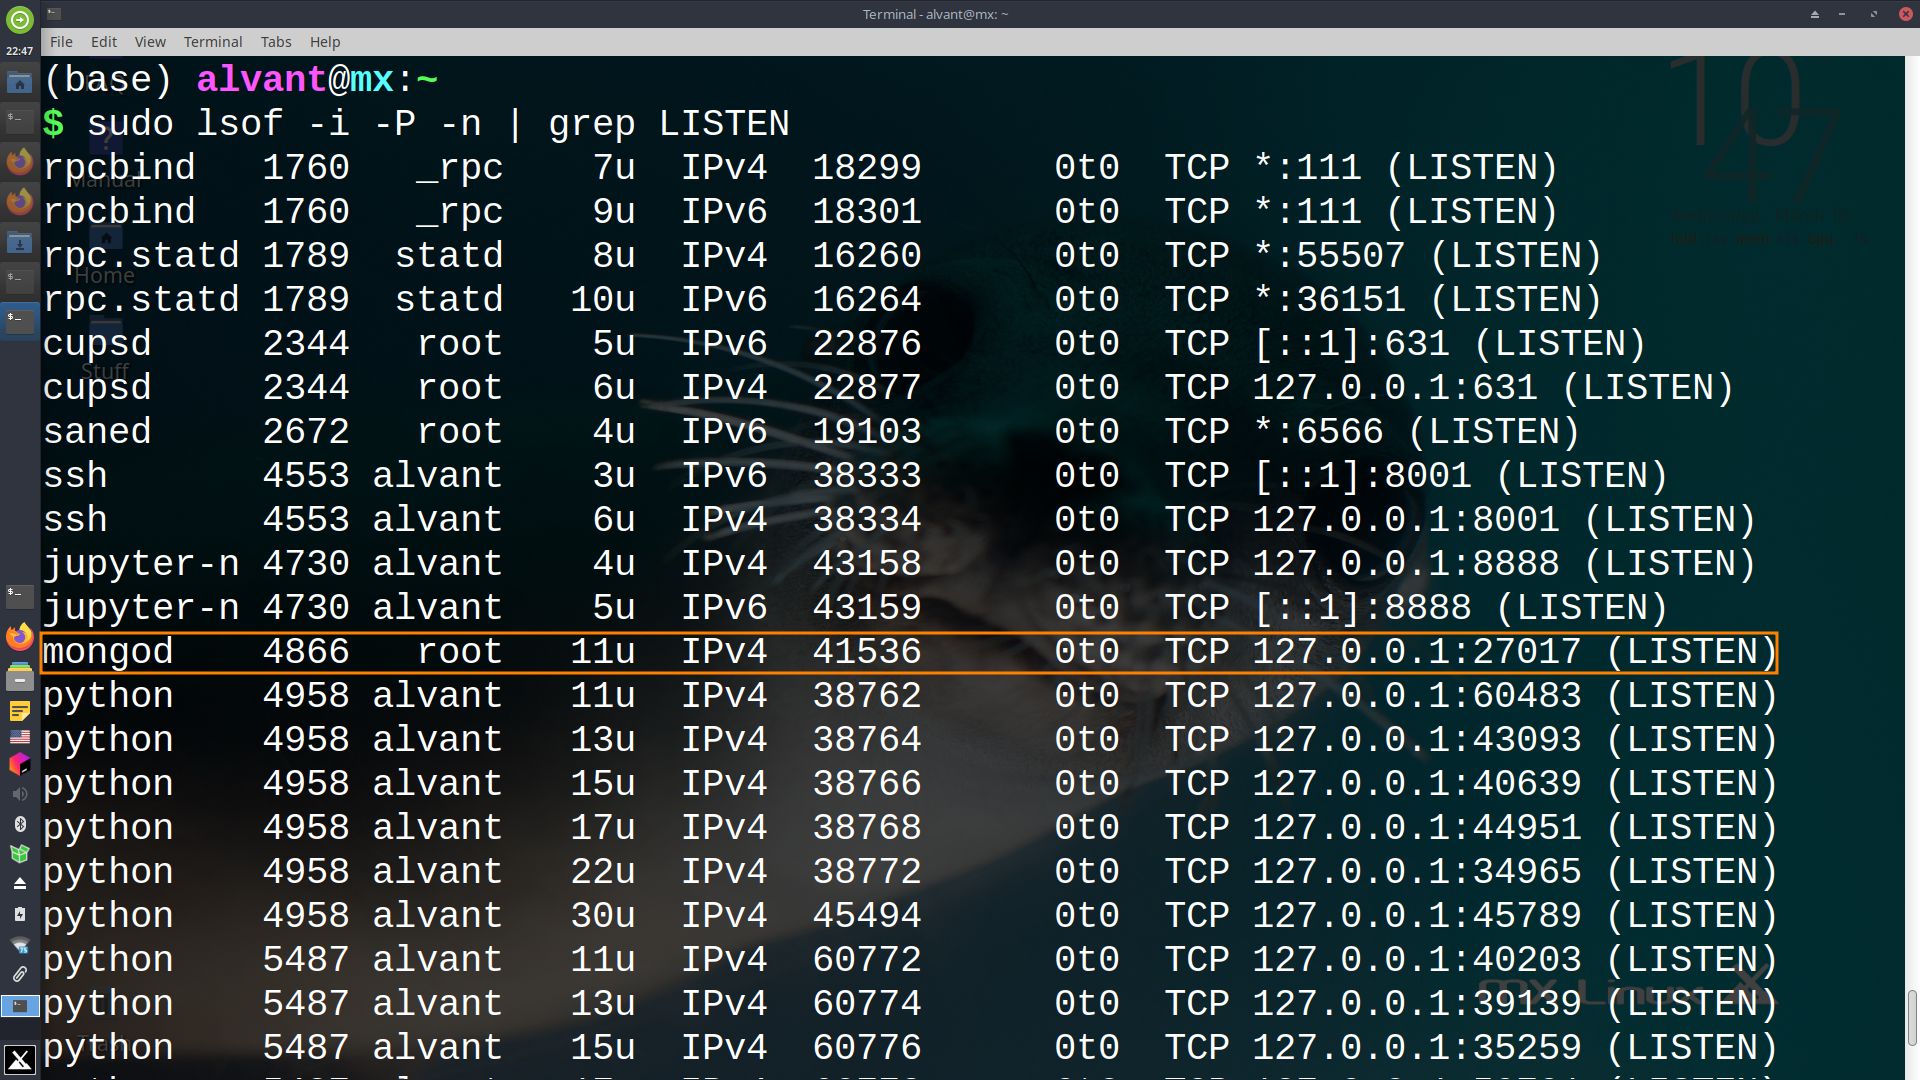 Terminal - alvant@mx: ~
22:47
File Edit View Terminal Tabs Help
(base) alvant@mx:~
$ sudo lsof -i -P -n | grep LISTEN
rpcbind 1760 _rpc 7u IPv4 18299 0t0 TCP *:111 (LISTEN)
rpcbind 1760 _rpc 9u IPv6 18301 0t0 TCP *:111 (LISTEN)
rpc.statd 1789 statd 8u IPv4 16260 0t0 TCP *:55507 (LISTEN)
rpc.statd 1789 statd 10u IPv6 16264 0t0 TCP *:36151 (LISTEN)
cupsd 2344 root 5u IPv6 22876 0t0 TCP [::1]:631 (LISTEN)
cupsd 2344 root 6u IPv4 22877 0t0 TCP 127.0.0.1:631 (LISTEN)
saned 2672 root 4u IPv6 19103 0t0 TCP *:6566 (LISTEN)
ssh 4553 alvant 3u IPv6 38333 0t0 TCP [::1]:8001 (LISTEN)
ssh 4553 alvant 6u IPv4 38334 0t0 TCP 127.0.0.1:8001 (LISTEN)
jupyter-n 4730 alvant 4u IPv4 43158 0t0 TCP 127.0.0.1:8888 (LISTEN)
jupyter-n 4730 alvant 5u IPv6 43159 0t0 TCP [::1]:8888 (LISTEN)
mongod 4866 root 11u IPv4 41536 0t0 TCP 127.0.0.1:27017 (LISTEN)
python 4958 alvant 11u IPv4 38762 0t0 TCP 127.0.0.1:60483 (LISTEN)
python 4958 alvant 13u IPv4 38764 0t0 TCP 127.0.0.1:43093 (LISTEN)
python 4958 alvant 15u IPv4 38766 0t0 TCP 127.0.0.1:40639 (LISTEN)
python 4958 alvant 17u IPv4 38768 0t0 TCP 127.0.0.1:44951 (LISTEN)
python 4958 alvant 22u IPv4 38772 0t0 TCP 127.0.0.1:34965 (LISTEN)
python 4958 alvant 30u IPv4 45494 0t0 TCP 127.0.0.1:45789 (LISTEN)
python 5487 alvant 11u IPv4 60772 0t0 TCP 127.0.0.1:40203 (LISTEN)
python 5487 alvant 13u IPv4 60774 0t0 TCP 127.0.0.1:39139 (LISTEN)
python 5487 alvant 15u IPv4 60776 0t0 TCP 127.0.0.1:35259 (LISTEN)
Manual
Home
Stuff
10
47
mx Linux